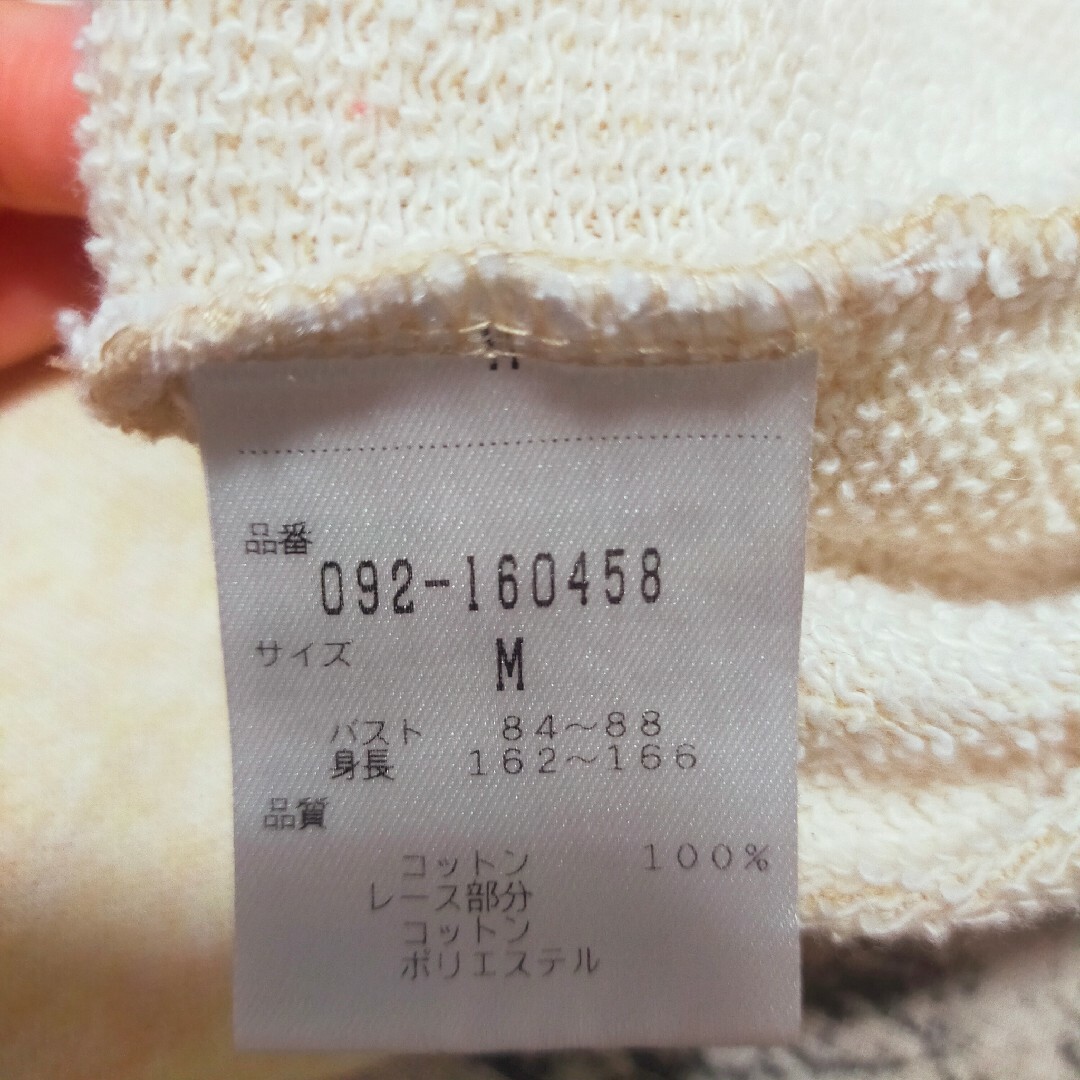 品番
092-160458
サイズ M
バスト 84～88
身長 162～166
品質
コットン 100%
レース部分
コットン
ポリエステル